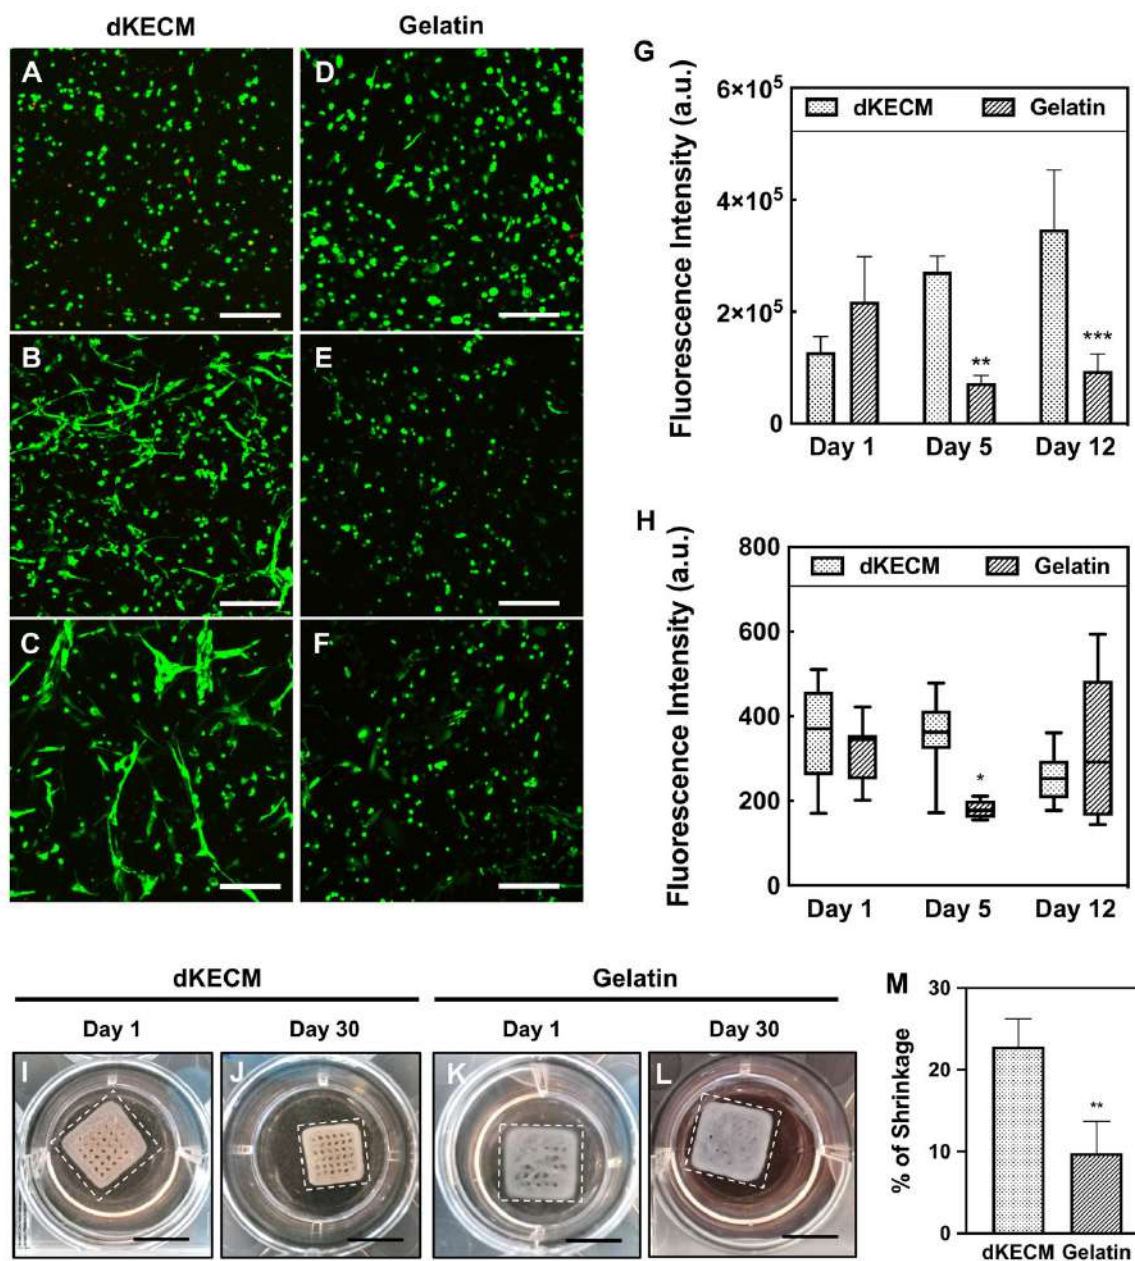 dKECM
Gelatin
A
D
B
E
C
F
G
Fluorescence Intensity (a.u.)
6×10⁵
4×10⁵
2×10⁵
0
dKECM
Gelatin
**
***
Day 1
Day 5
Day 12
H
Fluorescence Intensity (a.u.)
800
600
400
200
0
dKECM
Gelatin
*
Day 1
Day 5
Day 12
dKECM
Gelatin
Day 1
Day 30
Day 1
Day 30
I
J
K
L
M
% of Shrinkage
30
20
10
0
**
dKECM
Gelatin